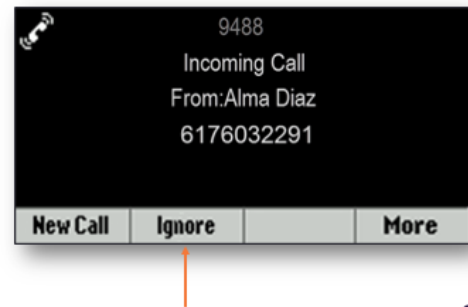 9488
Incoming Call
From:Alma Diaz
6176032291
New Call Ignore More